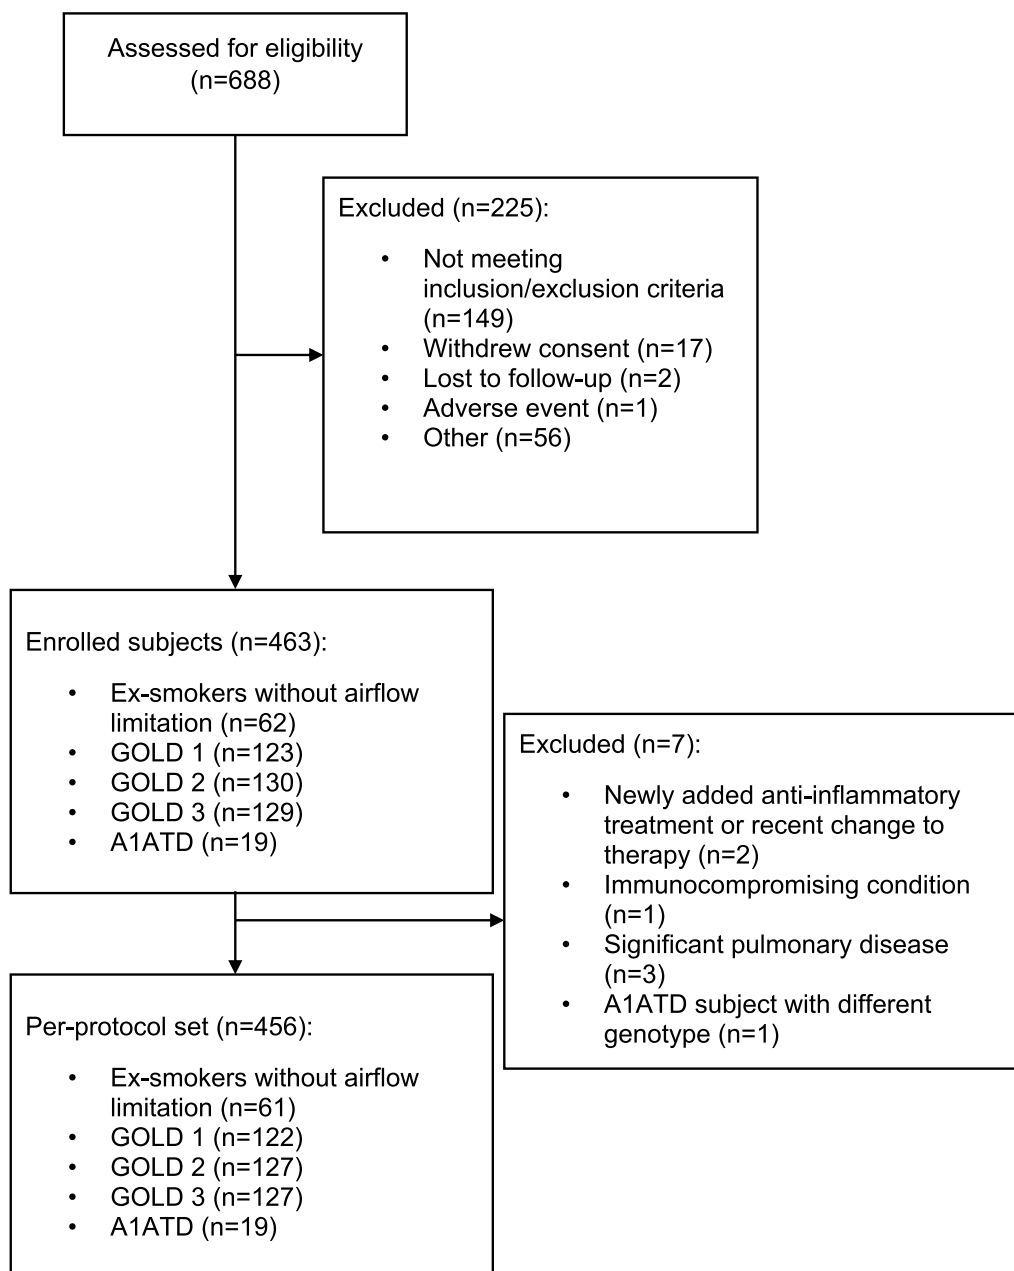 Assessed for eligibility
(n=688)
Excluded (n=225):
• Not meeting
inclusion/exclusion criteria
(n=149)
• Withdrew consent (n=17)
• Lost to follow-up (n=2)
• Adverse event (n=1)
• Other (n=56)
Enrolled subjects (n=463):
• Ex-smokers without airflow
limitation (n=62)
• GOLD 1 (n=123)
• GOLD 2 (n=130)
• GOLD 3 (n=129)
• A1ATD (n=19)
Excluded (n=7):
• Newly added anti-inflammatory
treatment or recent change to
therapy (n=2)
• Immunocompromising condition
(n=1)
• Significant pulmonary disease
(n=3)
• A1ATD subject with different
genotype (n=1)
Per-protocol set (n=456):
• Ex-smokers without airflow
limitation (n=61)
• GOLD 1 (n=122)
• GOLD 2 (n=127)
• GOLD 3 (n=127)
• A1ATD (n=19)